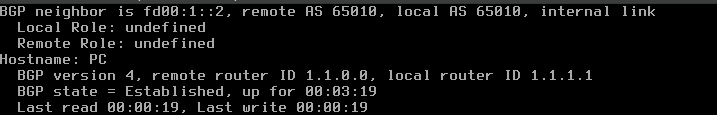 BGP neighbor is fd00:1::2, remote AS 65010, local AS 65010, internal link
Local Role: undefined
Remote Role: undefined
Hostname: PC
BGP version 4, remote router ID 1.1.0.0, local router ID 1.1.1.1
BGP state = Established, up for 00:03:19
Last read 00:00:19, Last write 00:00:19